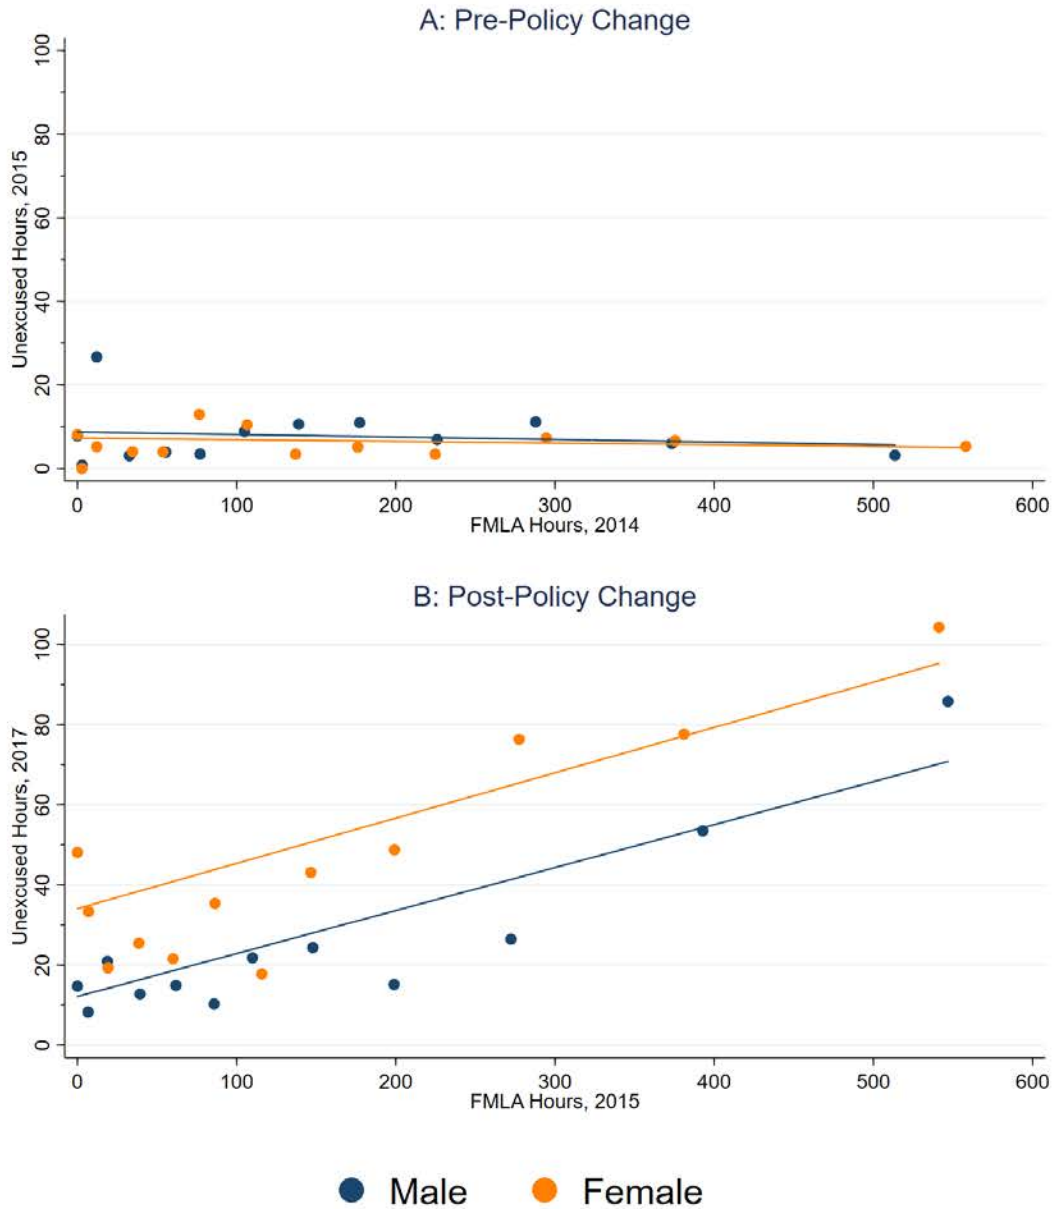 A: Pre-Policy Change
100
80
60
40
20
0
Unexcused Hours, 2015
0 100 200 300 400 500 600
FMLA Hours, 2014
B: Post-Policy Change
100
80
60
40
20
0
Unexcused Hours, 2017
0 100 200 300 400 500 600
FMLA Hours, 2015
Male Female